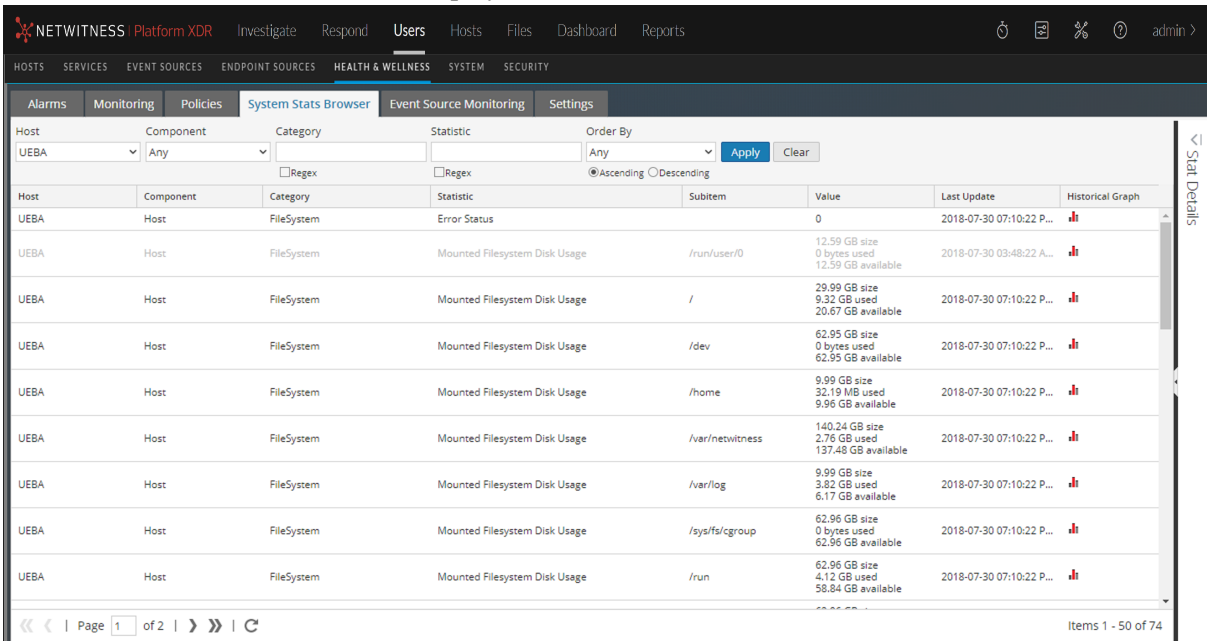 NETWITNESS | Platform XDR Investigate Respond Users Hosts Files Dashboard Reports admin >
HOSTS SERVICES EVENT SOURCES ENDPOINT SOURCES HEALTH & WELLNESS SYSTEM SECURITY
Alarms Monitoring Policies System Stats Browser Event Source Monitoring Settings
Host Component Category Statistic Order By
UEBA Any Any Apply Clear
Regex Regex Ascending Descending
Stat Details
Host Component Category Statistic Subitem Value Last Update Historical Graph
UEBA Host FileSystem Error Status 0 2018-07-30 07:10:22 P...
UEBA Host FileSystem Mounted Filesystem Disk Usage /run/user/0 12.59 GB size
0 bytes used
12.59 GB available
2018-07-30 03:48:22 A...
UEBA Host FileSystem Mounted Filesystem Disk Usage / 29.99 GB size
9.32 GB used
20.67 GB available
2018-07-30 07:10:22 P...
UEBA Host FileSystem Mounted Filesystem Disk Usage /dev 62.95 GB size
0 bytes used
62.95 GB available
2018-07-30 07:10:22 P...
UEBA Host FileSystem Mounted Filesystem Disk Usage /home 9.99 GB size
32.19 MB used
9.96 GB available
2018-07-30 07:10:22 P...
UEBA Host FileSystem Mounted Filesystem Disk Usage /var/netwitness 140.24 GB size
2.76 GB used
137.48 GB available
2018-07-30 07:10:22 P...
UEBA Host FileSystem Mounted Filesystem Disk Usage /var/log 9.99 GB size
3.82 GB used
6.17 GB available
2018-07-30 07:10:22 P...
UEBA Host FileSystem Mounted Filesystem Disk Usage /sys/fs/cgroup 62.96 GB size
0 bytes used
62.96 GB available
2018-07-30 07:10:22 P...
UEBA Host FileSystem Mounted Filesystem Disk Usage /run 62.96 GB size
4.12 GB used
58.84 GB available
2018-07-30 07:10:22 P...
Page 1 of 2 Items 1 - 50 of 74